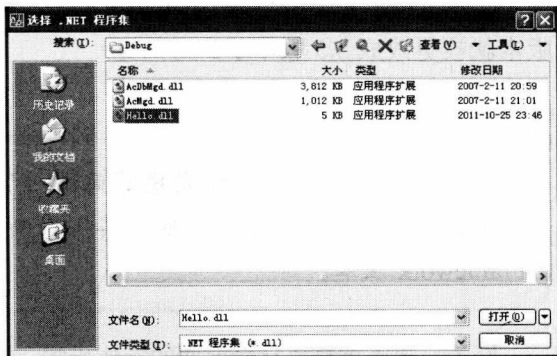 选择 .NET 程序集
搜索(I): Debug 查看(V) 工具(L)
名称 大小 类型 修改日期
AcDbMgd.dll 3,812 KB 应用程序扩展 2007-2-11 20:59
AcMgd.dll 1,012 KB 应用程序扩展 2007-2-11 21:01
Hello.dll 5 KB 应用程序扩展 2011-10-25 23:46
历史记录
我的文档
收藏夹
桌面
文件名(N): Hello.dll 打开(O)
文件类型(T): .NET 程序集 (*.dll) 取消